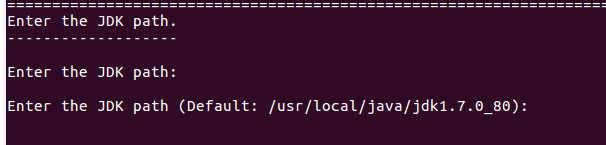 ===================================================================
Enter the JDK path.
-------------------
Enter the JDK path:
Enter the JDK path (Default: /usr/local/java/jdk1.7.0_80):